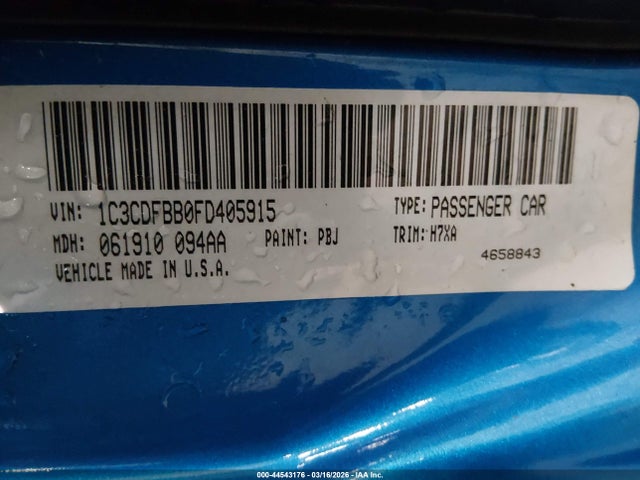 VIN: 1C3CDFBB0FD405915 TYPE: PASSENGER CAR
MDH: 061910 094AA PAINT: PBJ TRIM: H7XA
VEHICLE MADE IN U.S.A. 4658843
000-44543176 - 03/16/2026 - IAA Inc.